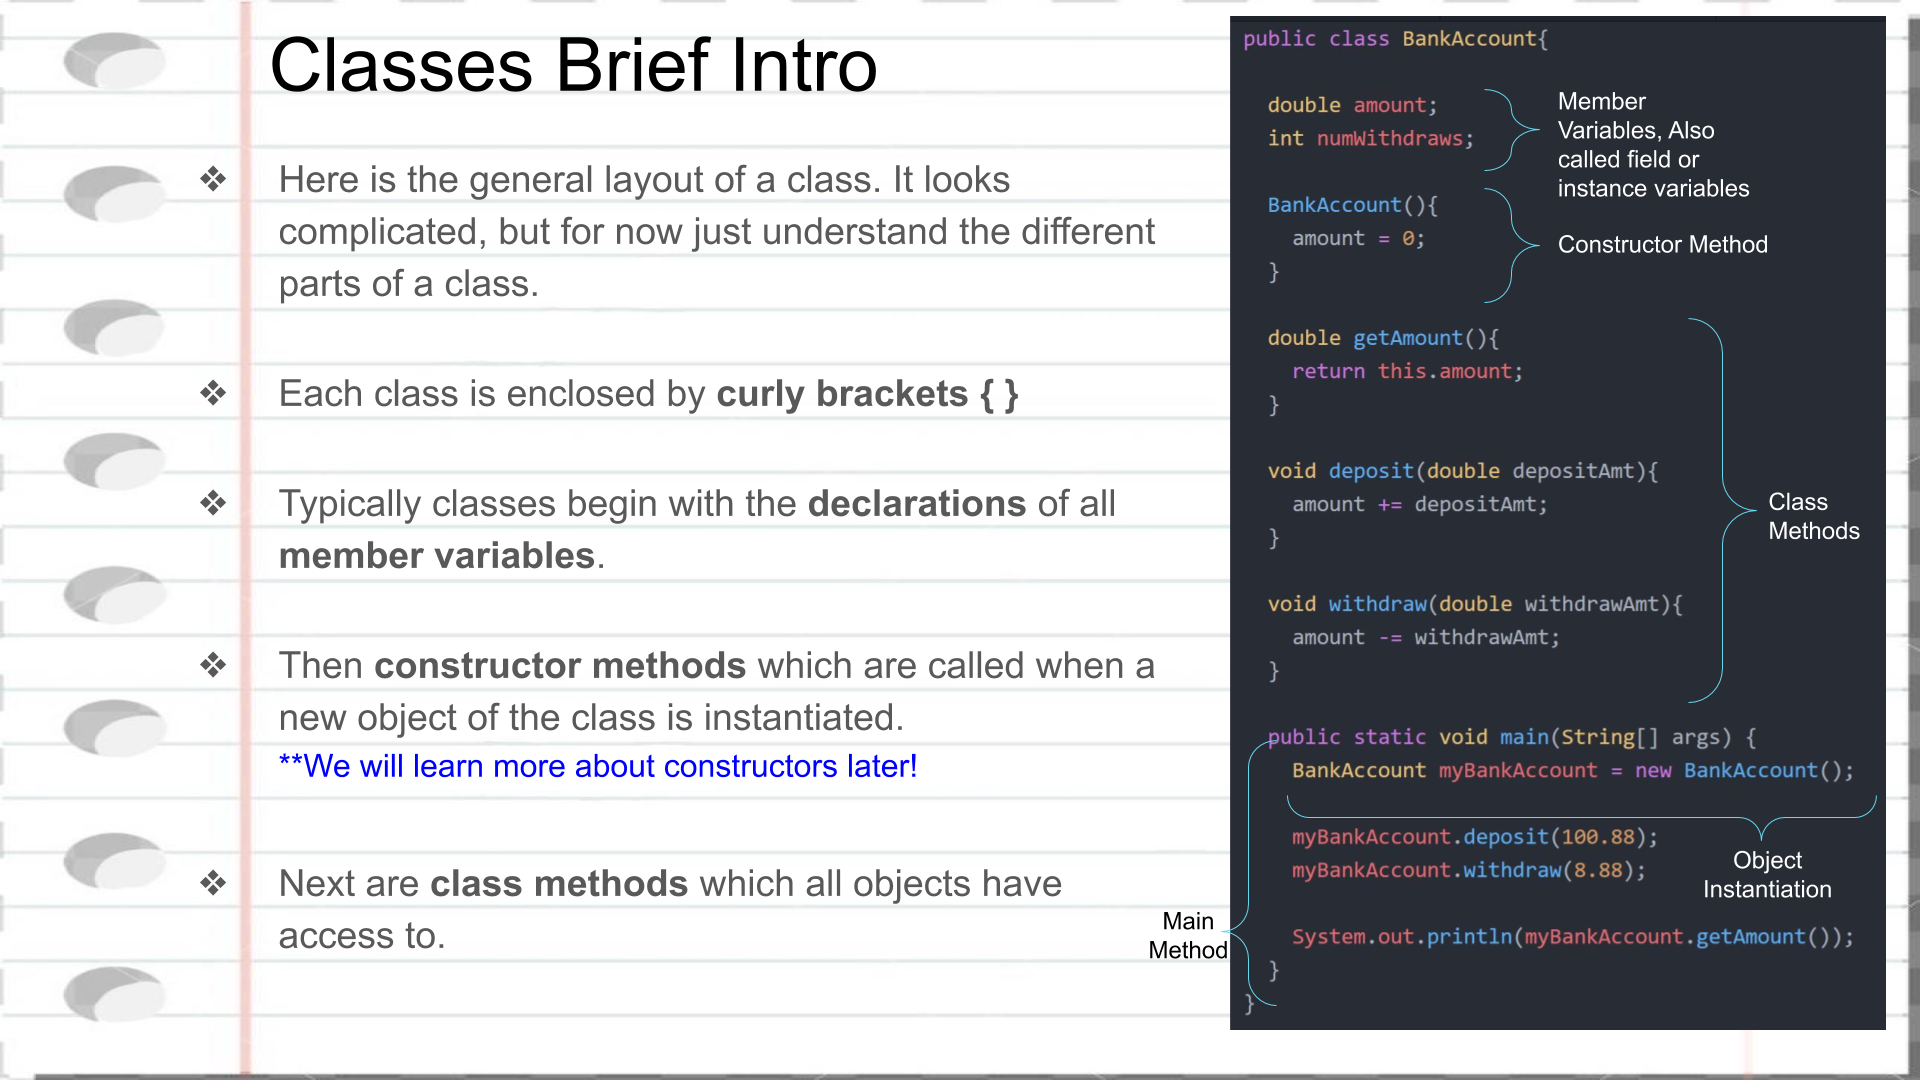 Classes Brief Intro
❖ Here is the general layout of a class. It looks
complicated, but for now just understand the different
parts of a class.
❖ Each class is enclosed by curly brackets { }
❖ Typically classes begin with the declarations of all
member variables.
❖ Then constructor methods which are called when a
new object of the class is instantiated.
**We will learn more about constructors later!
❖ Next are class methods which all objects have
access to.
public class BankAccount{
double amount;
int numWithdraws;
Member
Variables, Also
called field or
instance variables
BankAccount(){
amount = 0;
}
Constructor Method
double getAmount(){
return this.amount;
}
void deposit(double depositAmt){
amount += depositAmt;
}
void withdraw(double withdrawAmt){
amount -= withdrawAmt;
}
Class
Methods
public static void main(String[] args) {
BankAccount myBankAccount = new BankAccount();
myBankAccount.deposit(100.88);
myBankAccount.withdraw(8.88);
Object
Instantiation
System.out.println(myBankAccount.getAmount());
}
}
Main
Method